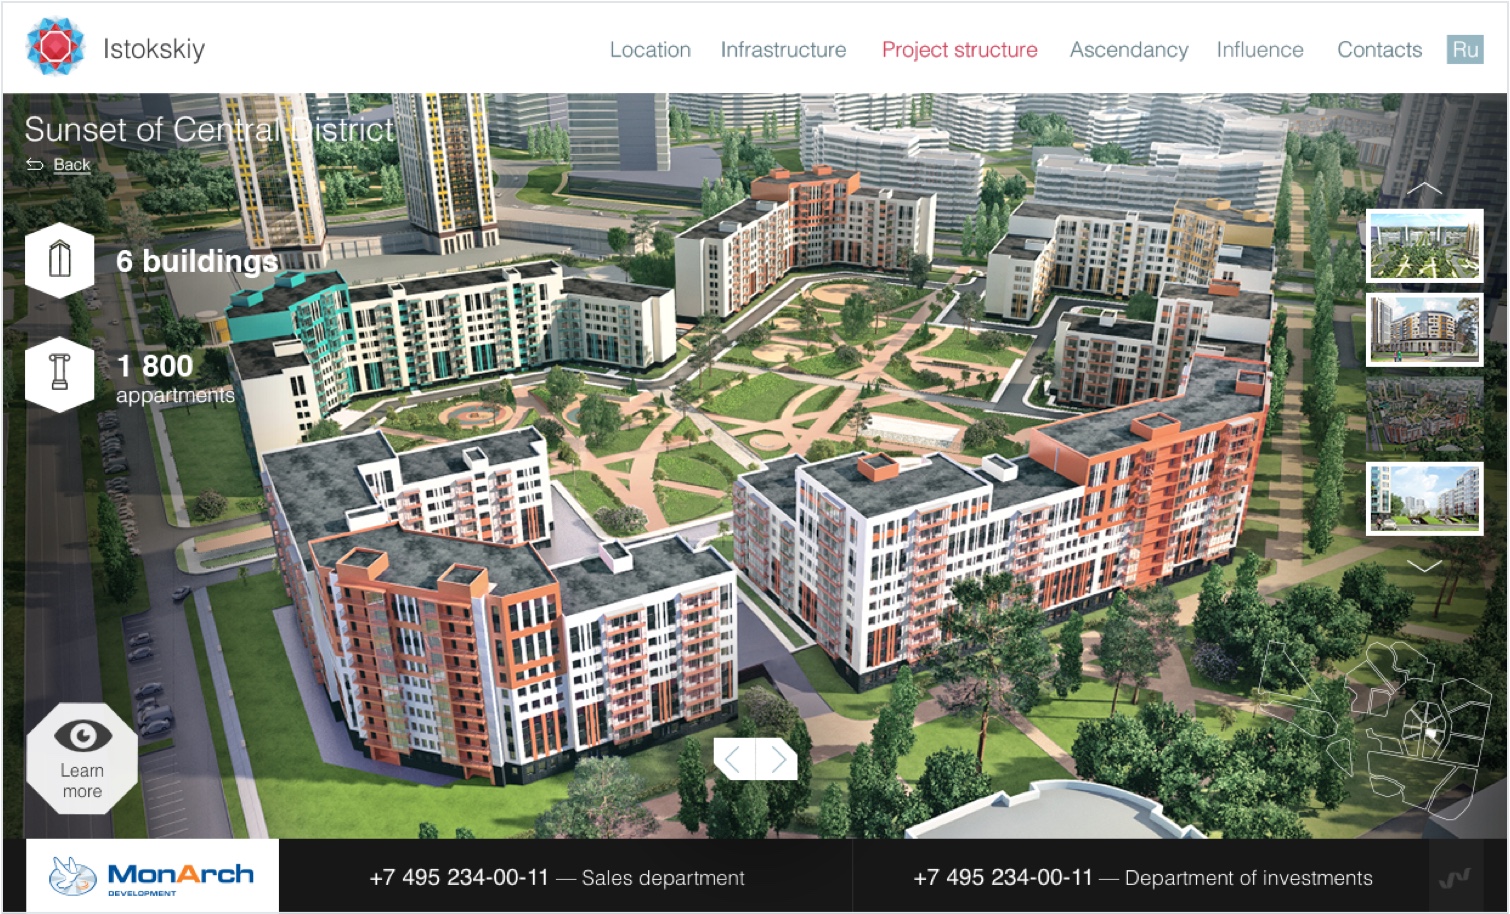 Istokskiy
Location Infrastructure Project structure Ascendancy Influence Contacts Ru
Sunset of Central District
Back
6 buildings
1 800
appartments
Learn
more
MonArch
DEVELOPMENT
+7 495 234-00-11 — Sales department
+7 495 234-00-11 — Department of investments